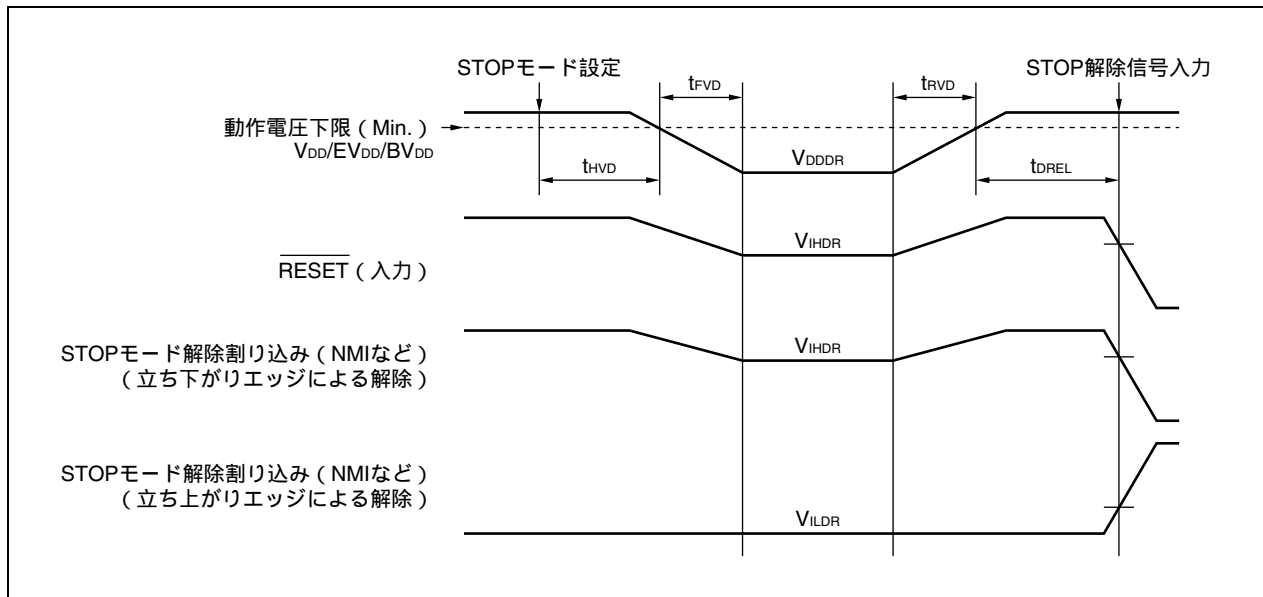 STOPモード設定
STOP解除信号入力
tFVD
tRVD
動作電圧下限（Min.）
VDD/EVDD/BVDD
VDDDR
tHVD
tDREL
VIHDR
RESET（入力）
VIHDR
STOPモード解除割り込み（NMIなど）
（立ち下がりエッジによる解除）
STOPモード解除割り込み（NMIなど）
（立ち上がりエッジによる解除）
VILDR